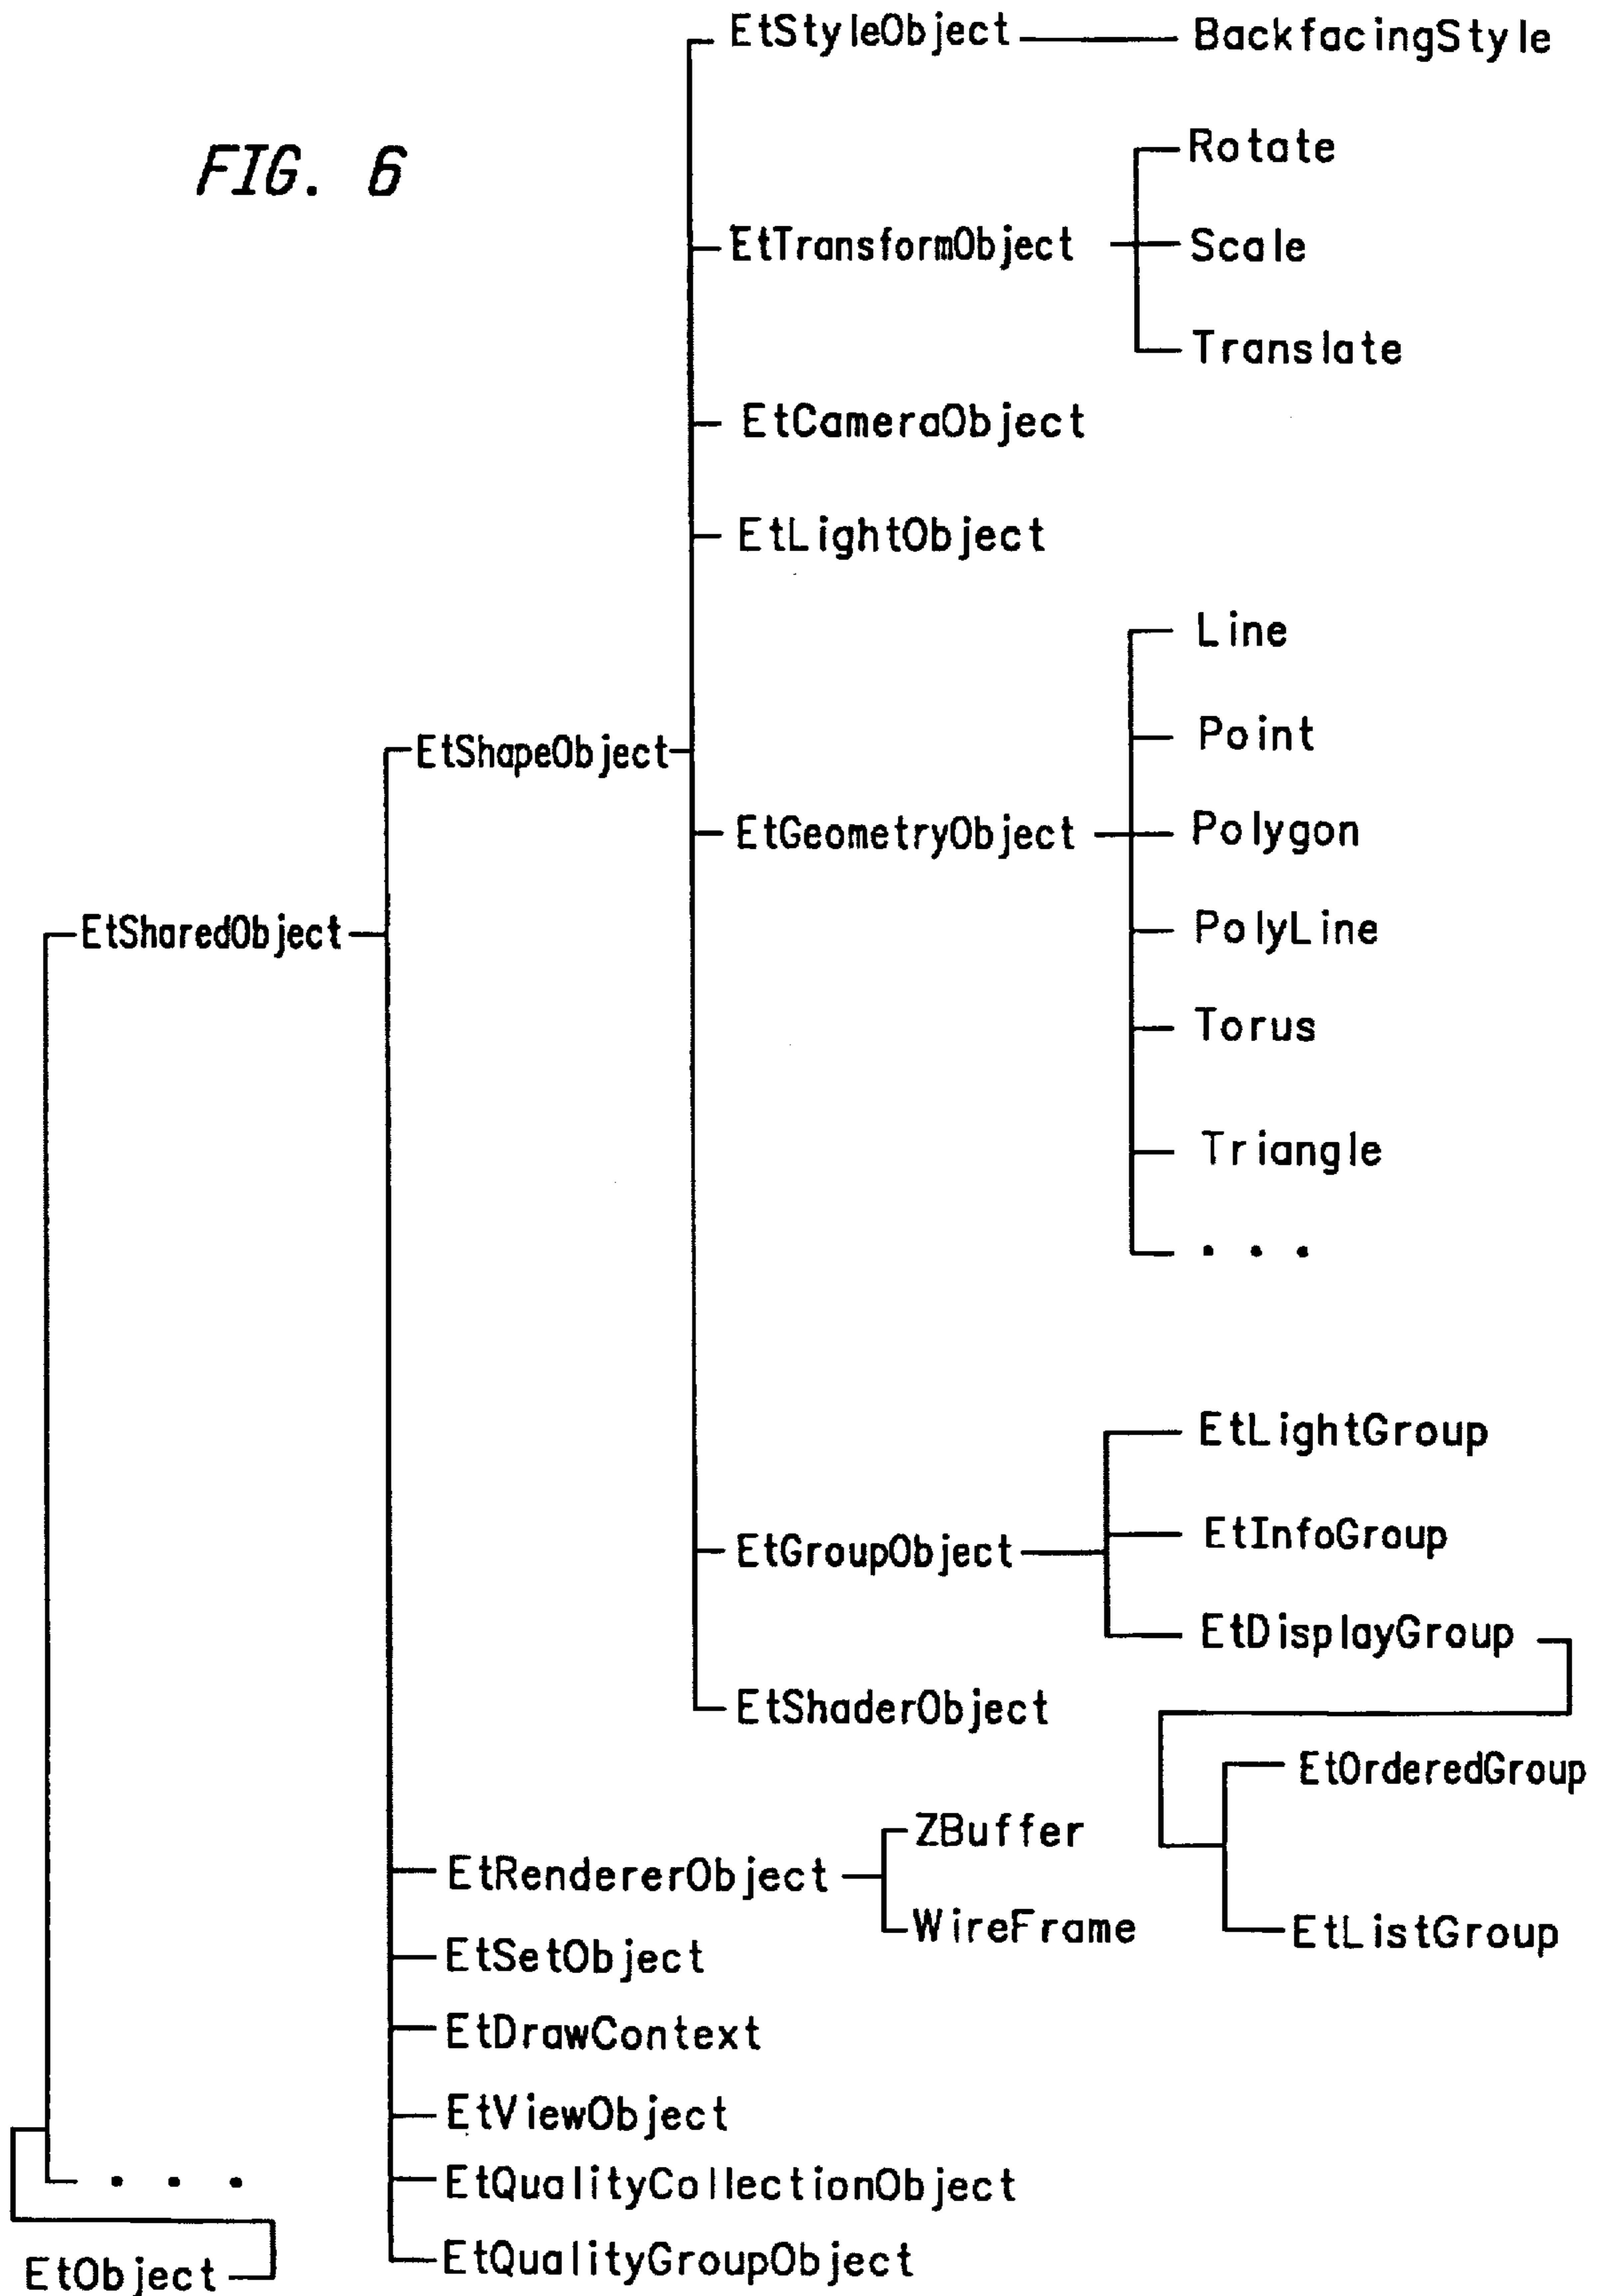 EtStyleObject
BackfacingStyle
FIG. 6
Rotate
EtTransformObject
Scale
Translate
EtCameraObject
EtLightObject
Line
Point
EtShapeObject
EtGeometryObject
Polygon
EtSharedObject
PolyLine
Torus
Triangle
. . .
EtLightGroup
EtInfoGroup
EtGroupObject
EtDisplayGroup
EtShaderObject
EtOrderedGroup
ZBuffer
EtRendererObject
WireFrame
EtListGroup
EtSetObject
EtDrawContext
EtViewObject
. . .
EtQualityCollectionObject
EtQualityGroupObject
EtObject